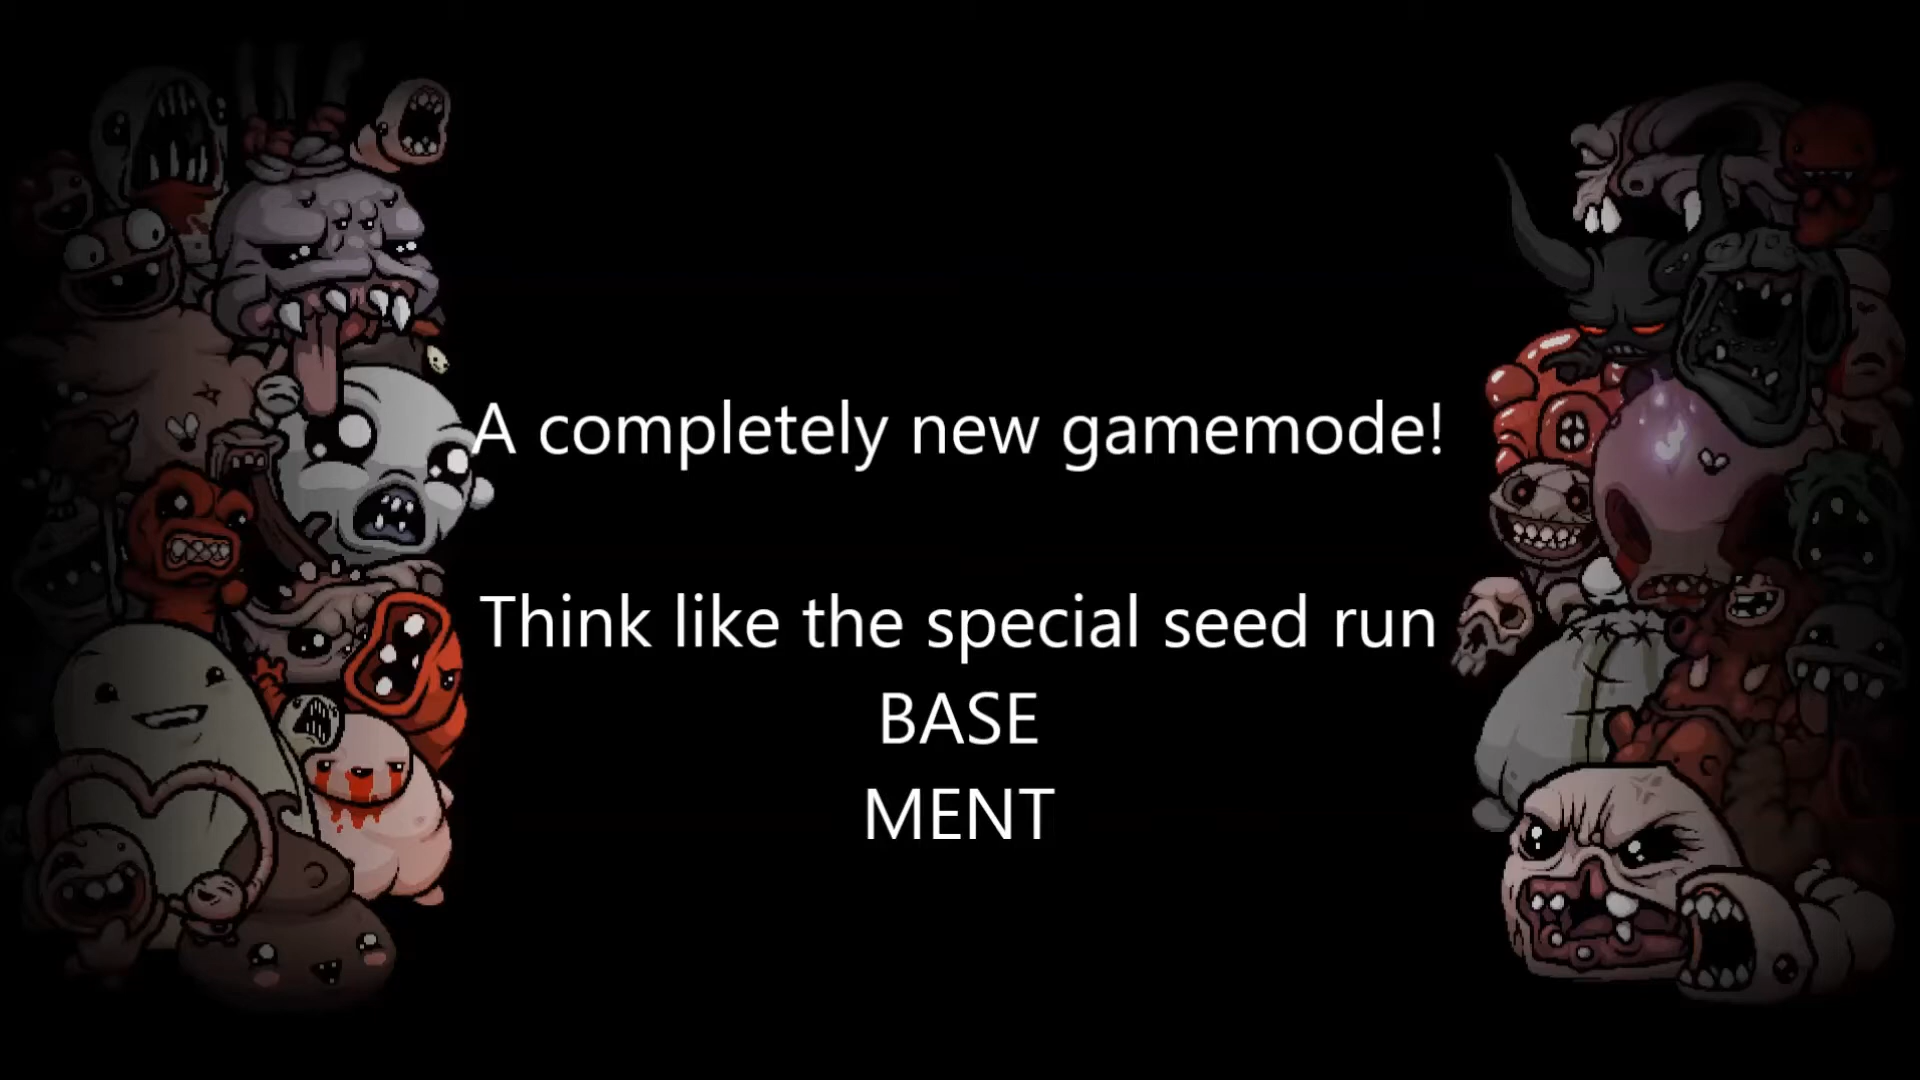 A completely new gamemode!
Think like the special seed run
BASE
MENT